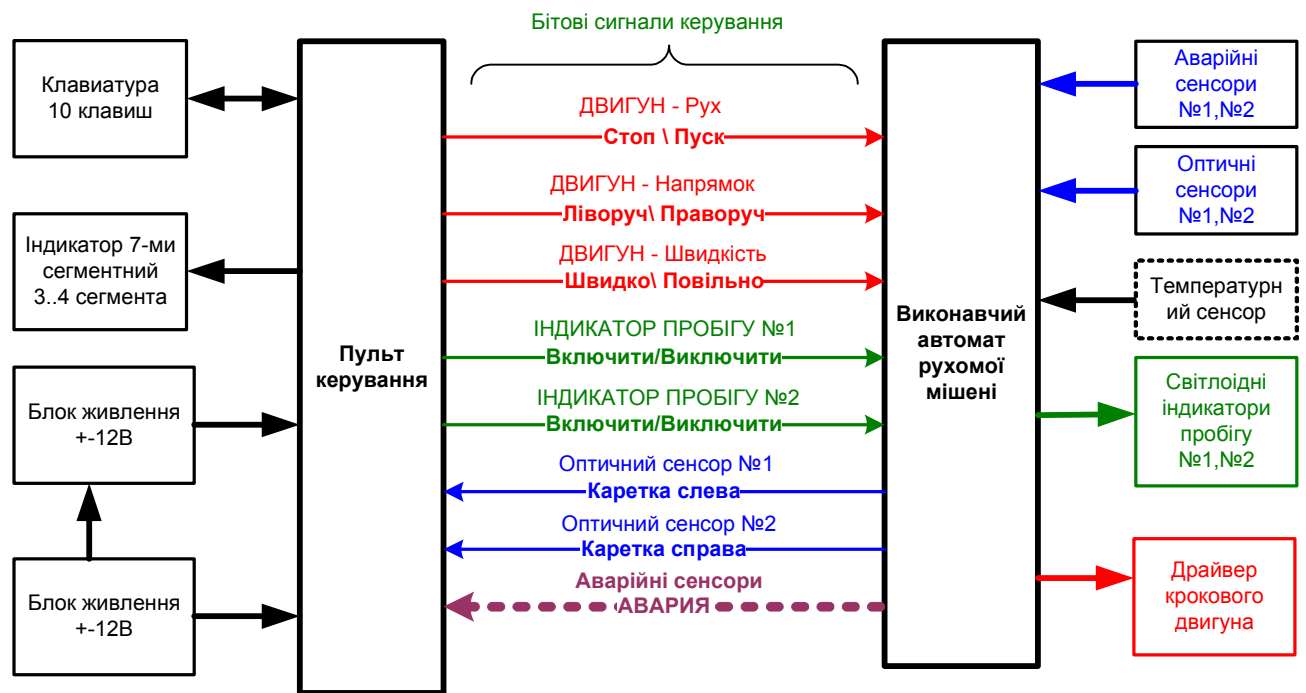 Бітові сигнали керування
Клавиатура
10 клавиш
Індикатор 7-ми
сегментний
3..4 сегмента
Блок живлення
+-12В
Блок живлення
+-12В
Пульт
керування
ДВИГУН - Рух
Стоп \ Пуск
ДВИГУН - Напрямок
Ліворуч\ Праворуч
ДВИГУН - Швидкість
Швидко\ Повільно
ІНДИКАТОР ПРОБІГУ №1
Включити/Виключити
ІНДИКАТОР ПРОБІГУ №2
Включити/Виключити
Оптичний сенсор №1
Каретка слева
Оптичний сенсор №2
Каретка справа
Аварійні сенсори
АВАРИЯ
Виконавчий
автомат
рухомої
мішені
Аварійні
сенсори
№1,№2
Оптичні
сенсори
№1,№2
Температурн
ий сенсор
Світлоідні
індикатори
пробігу
№1,№2
Драйвер
крокового
двигуна